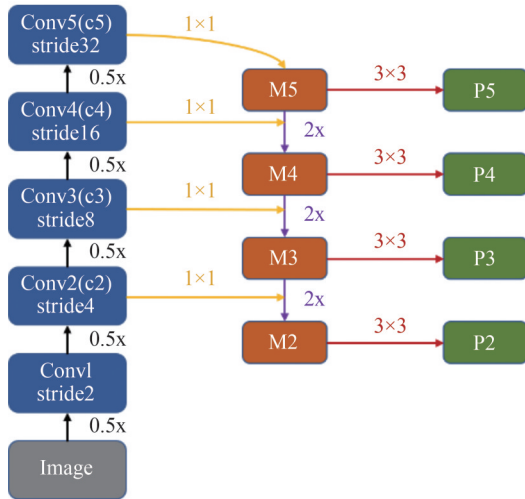 Conv5(c5)
stride32
1×1
0.5x
M5
3×3
P5
Conv4(c4)
stride16
1×1
2x
0.5x
M4
3×3
P4
Conv3(c3)
stride8
1×1
2x
0.5x
M3
3×3
P3
Conv2(c2)
stride4
1×1
2x
0.5x
M2
3×3
P2
Convl
stride2
0.5x
Image